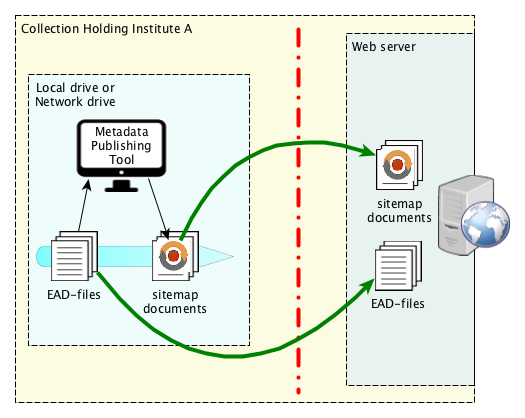 Collection Holding Institute A
Web server
Local drive or
Network drive
Metadata
Publishing
Tool
EAD-files
sitemap
documents
sitemap
documents
EAD-files